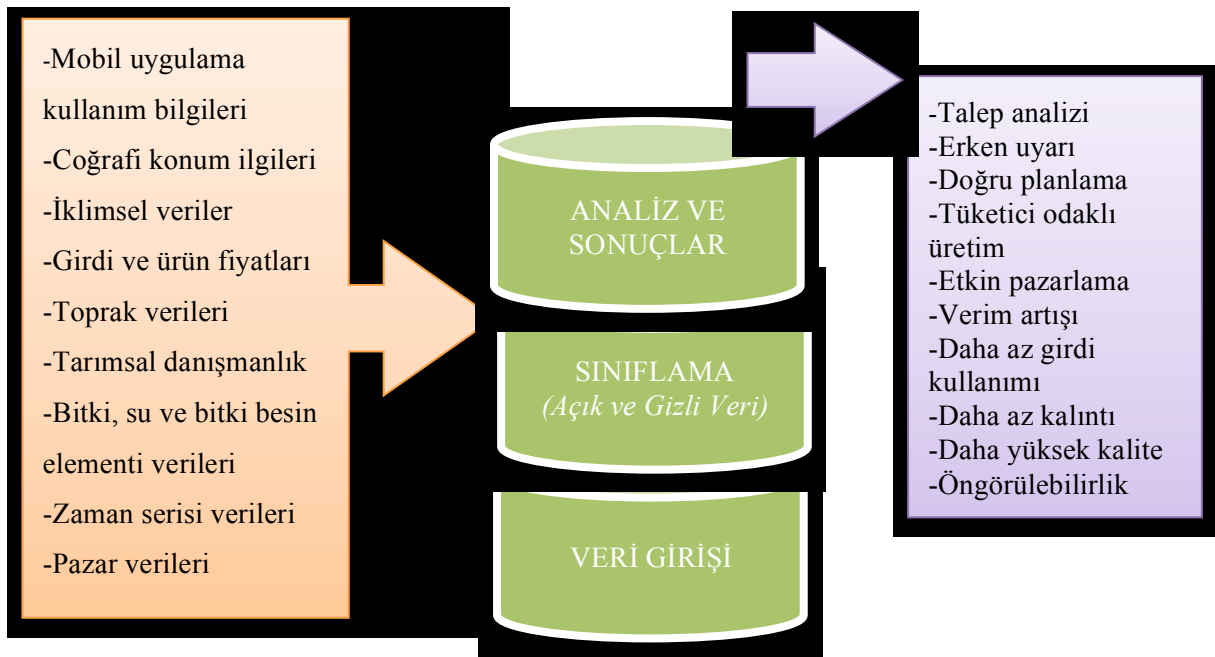 -Mobil uygulama
kullanım bilgileri
-Coğrafi konum ilgileri
-İklimsel veriler
-Girdi ve ürün fiyatları
-Toprak verileri
-Tarımsal danışmanlık
-Bitki, su ve bitki besin
elementi verileri
-Zaman serisi verileri
-Pazar verileri
ANALİZ VE
SONUÇLAR
SINIFLAMA
(Açık ve Gizli Veri)
VERİ GİRİŞİ
-Talep analizi
-Erken uyarı
-Doğru planlama
-Tüketici odaklı
üretim
-Etkin pazarlama
-Verim artışı
-Daha az girdi
kullanımı
-Daha az kalıntı
-Daha yüksek kalite
-Öngörülebilirlik